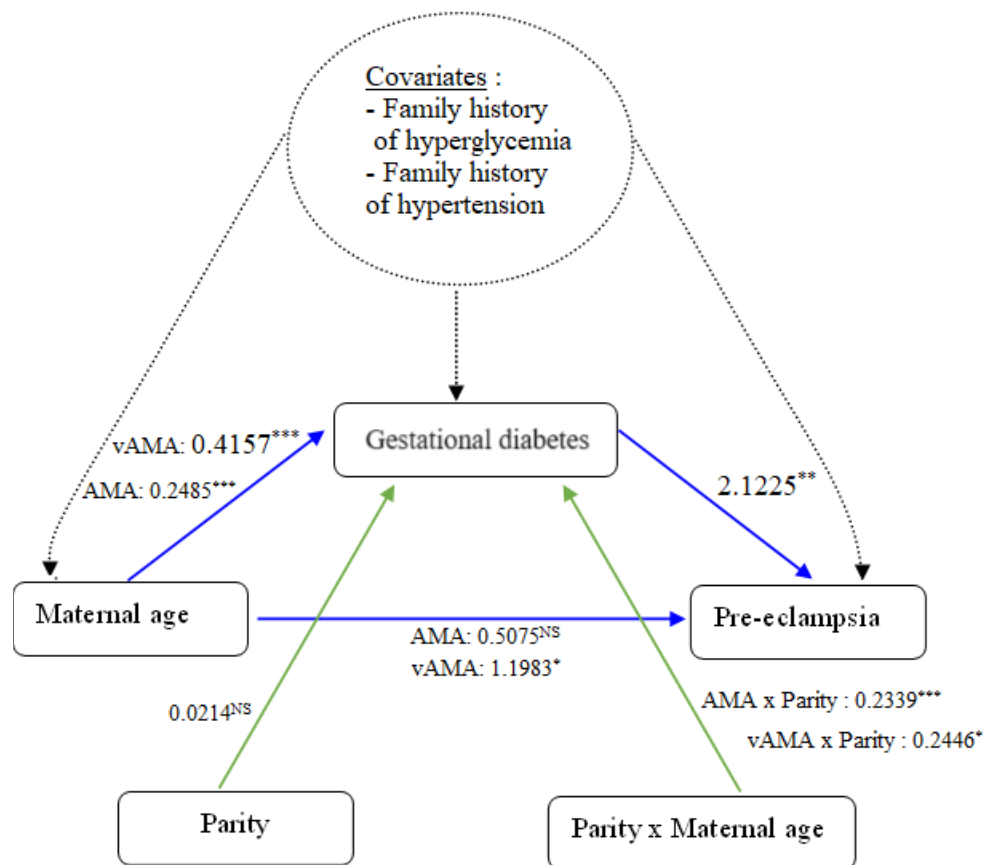 Covariates :
- Family history
of hyperglycemia
- Family history
of hypertension
Gestational diabetes
vAMA: 0.4157***
AMA: 0.2485***
2.1225**
Maternal age
Pre-eclampsia
AMA: 0.5075NS
vAMA: 1.1983*
0.0214NS
AMA x Parity : 0.2339***
vAMA x Parity : 0.2446*
Parity
Parity x Maternal age